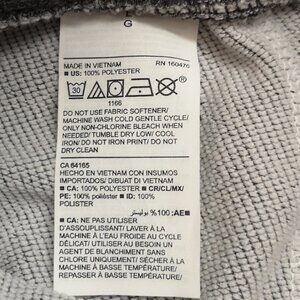 G
MADE IN VIETNAM RN 160476
■ US: 100% POLYESTER
30
1166
DO NOT USE FABRIC SOFTENER/
MACHINE WASH COLD GENTLE CYCLE/
ONLY NON-CHLORINE BLEACH WHEN
NEEDED/ TUMBLE DRY LOW/ COOL
IRON/ DO NOT IRON PRINT/ DO NOT
DRY CLEAN
CA 64165
HECHO EN VIETNAM CON INSUMOS
IMPORTADOS/ DIBUAT DI VIETNAM
■ CA: 100% POLYESTER ■ CR/CL/MX/
PE: POLIÉSTER 100% ■ ID: 100%
POLIester
■ CA: NE PAS UTILISER
D'ASSOUPLISSANT/ LAVER À LA
MACHINE À L'EAU FROIDE AU CYCLE
DÉLICAT/ UTILISER AU BESOIN UN
AGENT DE BLANCHIMENT SANS
CHLORE UNIQUEMENT/ SÉCHER À LA
MACHINE À BASSE TEMPÉRATURE/
REPASSER À BASSE TEMPÉRATURE/
■ AE: 100% بوليستر